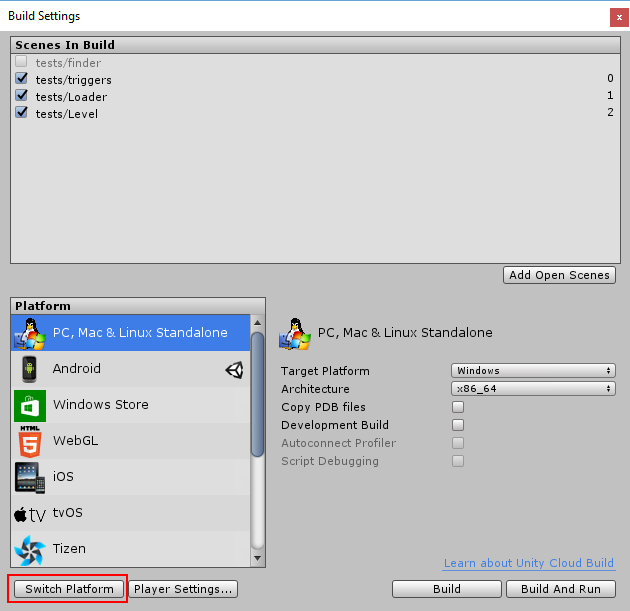 Build Settings
x
Scenes In Build
tests/finder
tests/triggers 0
tests/Loader 1
tests/Level 2
Add Open Scenes
Platform
PC, Mac & Linux Standalone
Android
Windows Store
HTML
5
WebGL
iOS
tv
tvOS
Tizen
PC, Mac & Linux Standalone
Target Platform Windows
Architecture x86_64
Copy PDB files
Development Build
Autoconnect Profiler
Script Debugging
Learn about Unity Cloud Build
Switch Platform Player Settings... Build Build And Run